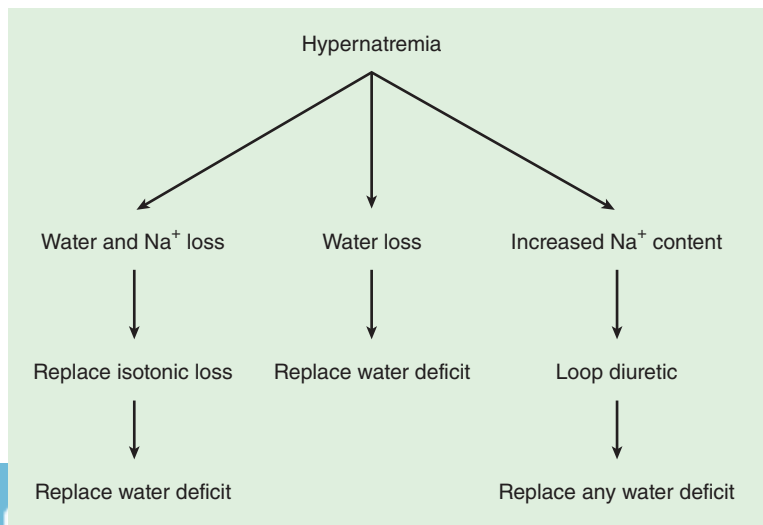 Hypernatremia
Water and Na⁺ loss
Water loss
Increased Na⁺ content
Replace isotonic loss
Replace water deficit
Loop diuretic
Replace water deficit
Replace any water deficit